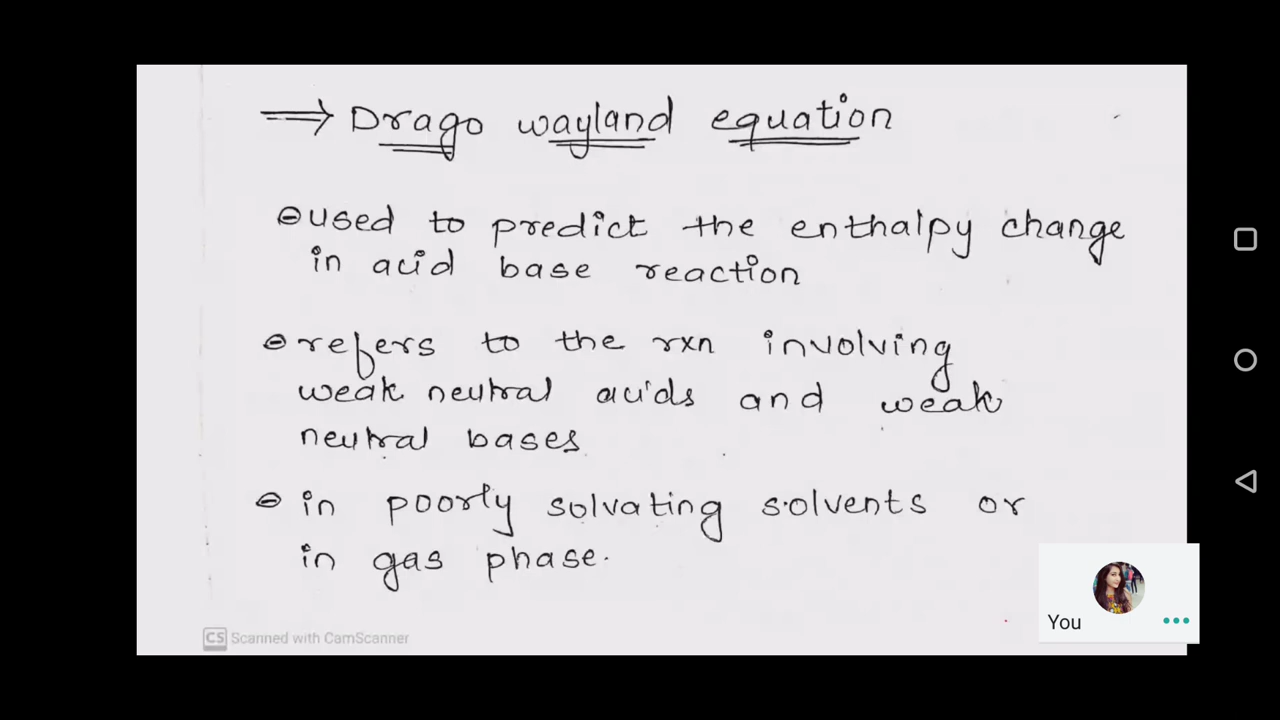 ⇒ Drago wayland equation
⊖ used to predict the enthalpy change
in acid base reaction
⊖ refers to the rxn involving
weak neutral acids and weak
neutral bases
⊖ in poorly solvating solvents or
in gas phase.
You
CS Scanned with CamScanner